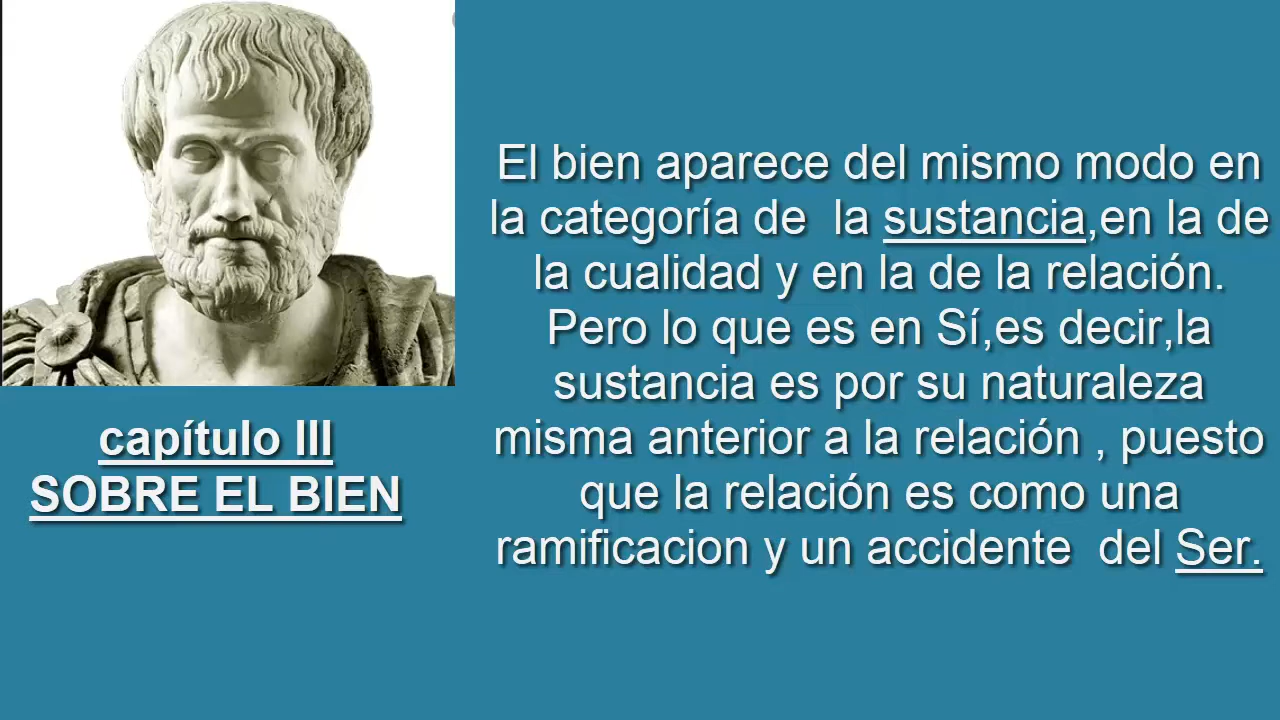 capítulo III
SOBRE EL BIEN
El bien aparece del mismo modo en
la categoría de  la sustancia,en la de
la cualidad y en la de la relación.
Pero lo que es en Sí,es decir,la
sustancia es por su naturaleza
misma anterior a la relación , puesto
que la relación es como una
ramificacion y un accidente  del Ser.